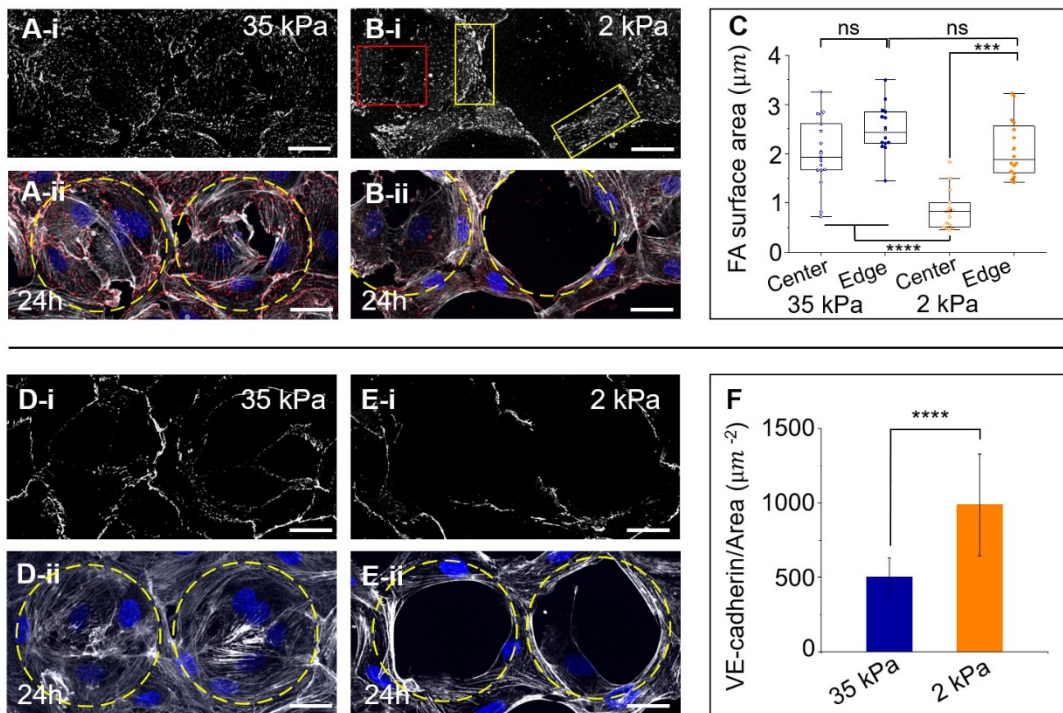 A-i 35 kPa
B-i 2 kPa
A-ii
24h
B-ii
24h
C
ns ns
***
****
FA surface area (μm)
5
4
3
2
1
0
Center Edge Center Edge
35 kPa 2 kPa
D-i 35 kPa
E-i 2 kPa
D-ii
24h
E-ii
24h
F
****
VE-cadherin/Area (μm⁻²)
1500
1000
500
0
35 kPa 2 kPa